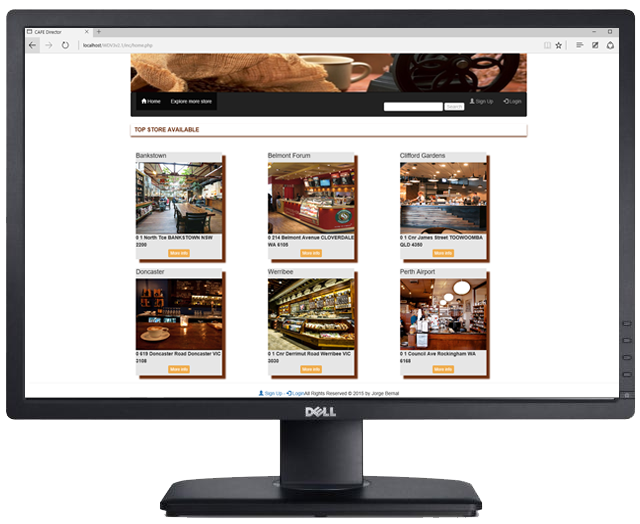 CAFE Director
localhost/
Home Explore more store Search Sign Up Login
TOP STORE AVAILABLE
Bankstown Belmont Forum Clifford Gardens
0 1 North Tce BANKSTOWN NSW 0 214 Belmont Avenue CLOVERDALE 0 1 Cnr James Street TOOWOOMBA
2200 WA 6105 QLD 4350
More info More info More info
Doncaster Werribee Perth Airport
0 619 Doncaster Road Doncaster VIC 0 1 Cnr Derrimut Road Werribee VIC 0 1 Council Ave Rockingham WA
3108 3030 6168
More info More info More info
Sign Up - Login All Rights Reserved © 2015 by Jorge Bernal
DELL